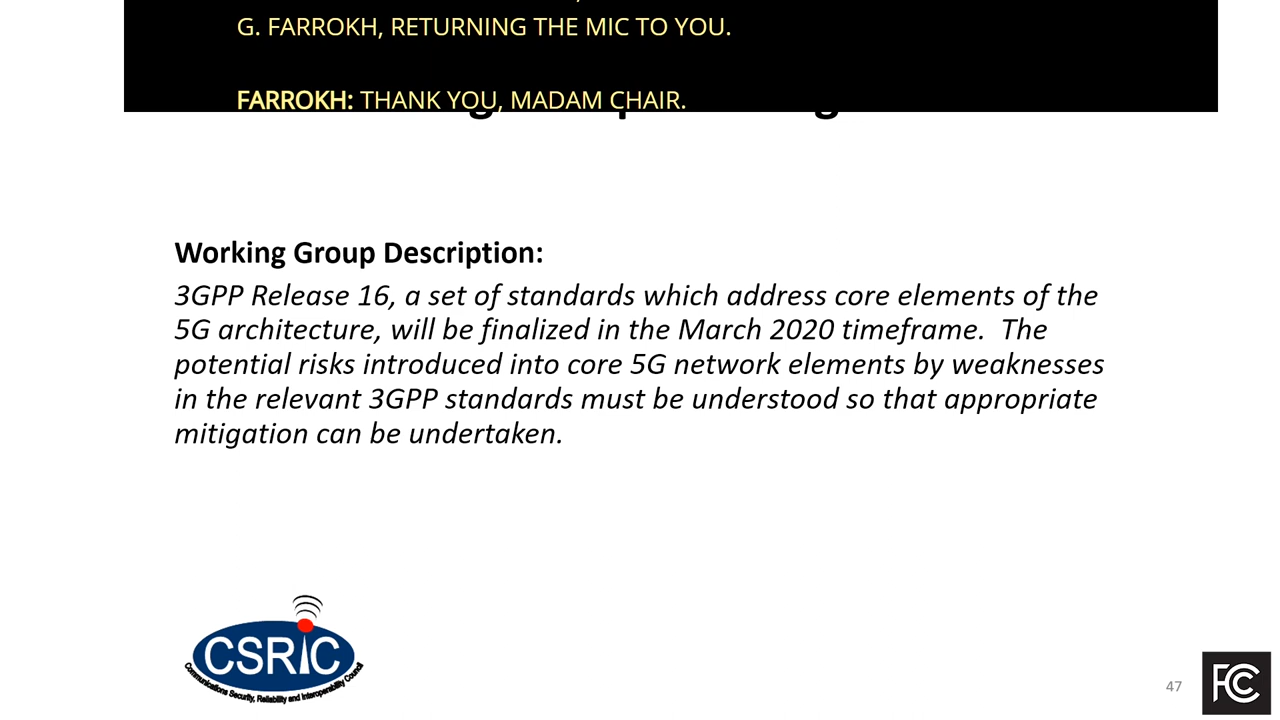 G. FARROKH, RETURNING THE MIC TO YOU.
FARROKH: THANK YOU, MADAM CHAIR.
Working Group Description:
3GPP Release 16, a set of standards which address core elements of the
5G architecture, will be finalized in the March 2020 timeframe.  The
potential risks introduced into core 5G network elements by weaknesses
in the relevant 3GPP standards must be understood so that appropriate
mitigation can be undertaken.
CSRIC
Communications Security, Reliability and Interoperability Council
47
FCC